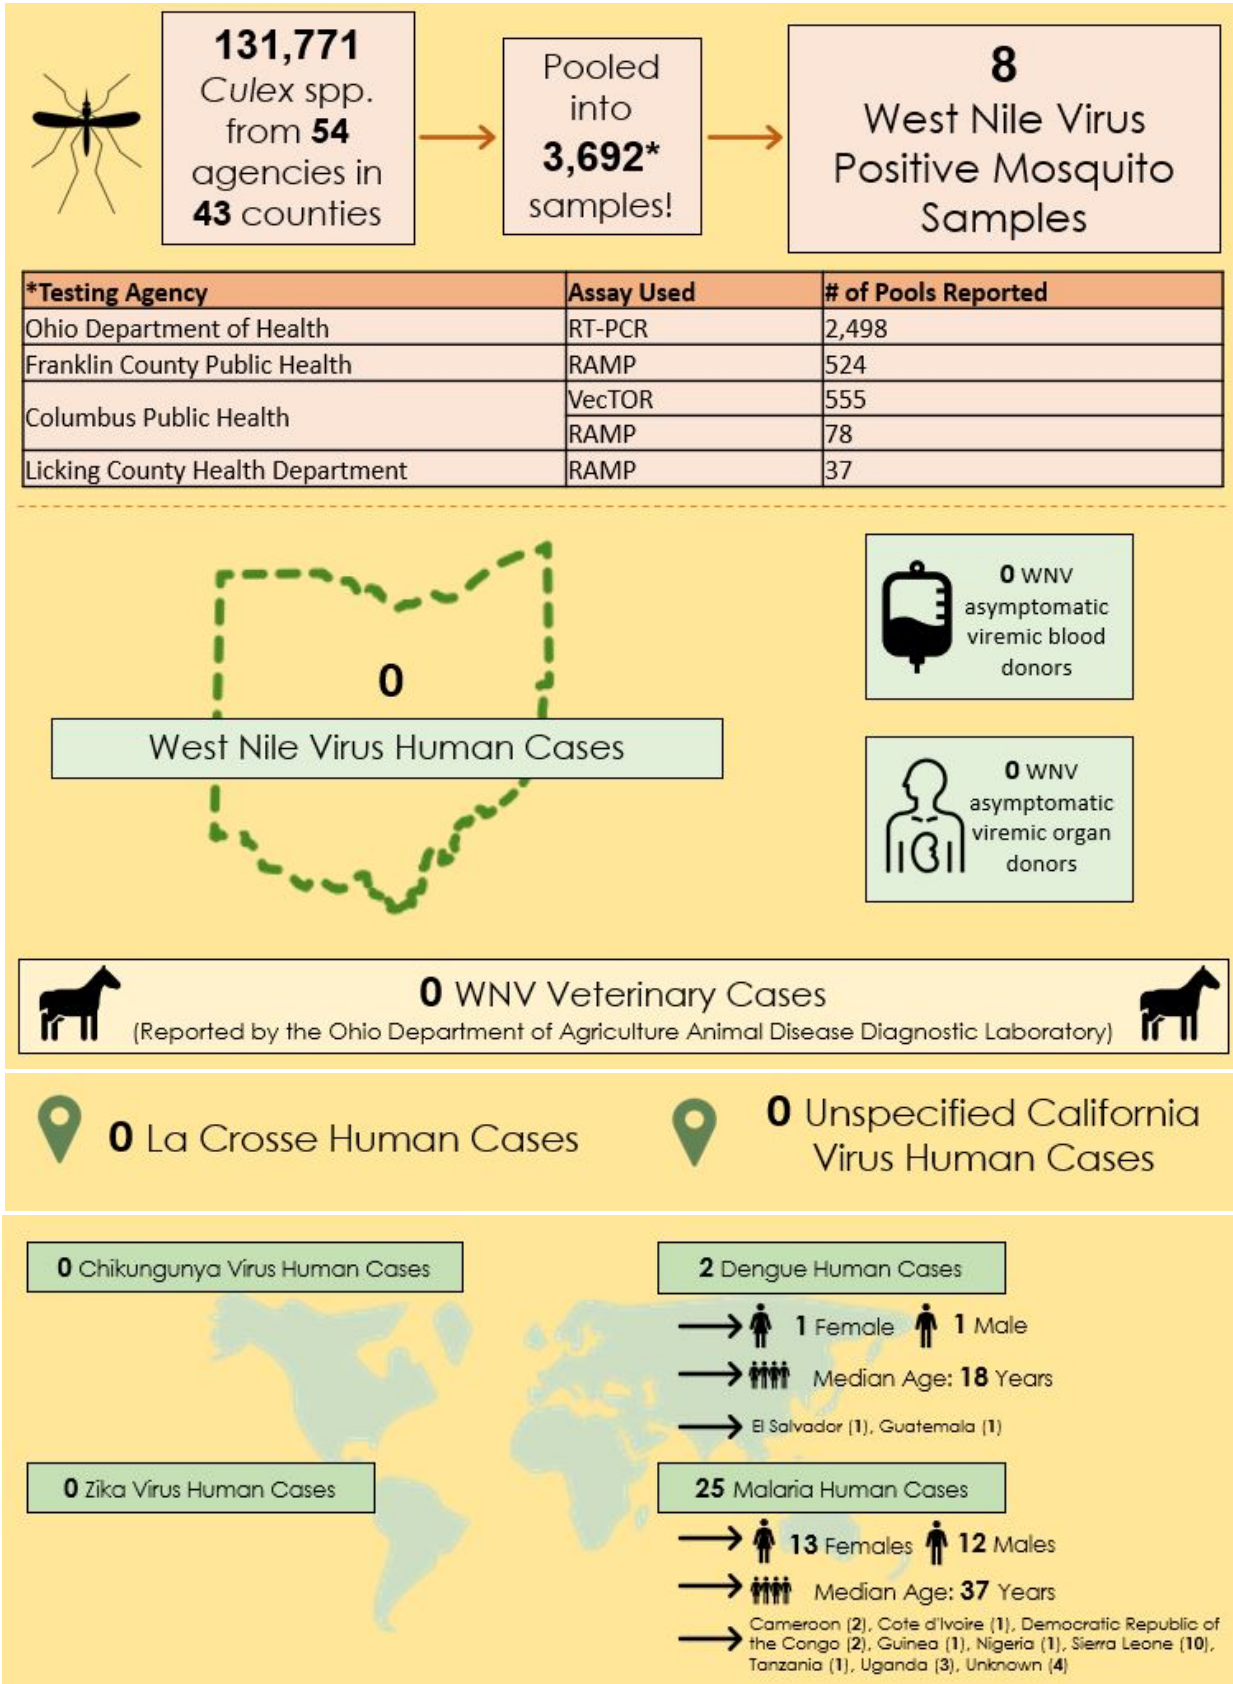 131,771
Culex spp.
from 54
agencies in
43 counties
Pooled
into
3,692*
samples!
8
West Nile Virus
Positive Mosquito
Samples
*Testing Agency Assay Used # of Pools Reported
Ohio Department of Health RT-PCR 2,498
Franklin County Public Health RAMP 524
Columbus Public Health VecTOR 555
RAMP 78
Licking County Health Department RAMP 37
0
West Nile Virus Human Cases
0 WNV
asymptomatic
viremic blood
donors
0 WNV
asymptomatic
viremic organ
donors
0 WNV Veterinary Cases
(Reported by the Ohio Department of Agriculture Animal Disease Diagnostic Laboratory)
0 La Crosse Human Cases
0 Unspecified California
Virus Human Cases
0 Chikungunya Virus Human Cases
2 Dengue Human Cases
1 Female 1 Male
Median Age: 18 Years
El Salvador (1), Guatemala (1)
0 Zika Virus Human Cases
25 Malaria Human Cases
13 Females 12 Males
Median Age: 37 Years
Cameroon (2), Cote d'Ivoire (1), Democratic Republic of
the Congo (2), Guinea (1), Nigeria (1), Sierra Leone (10),
Tanzania (1), Uganda (3), Unknown (4)